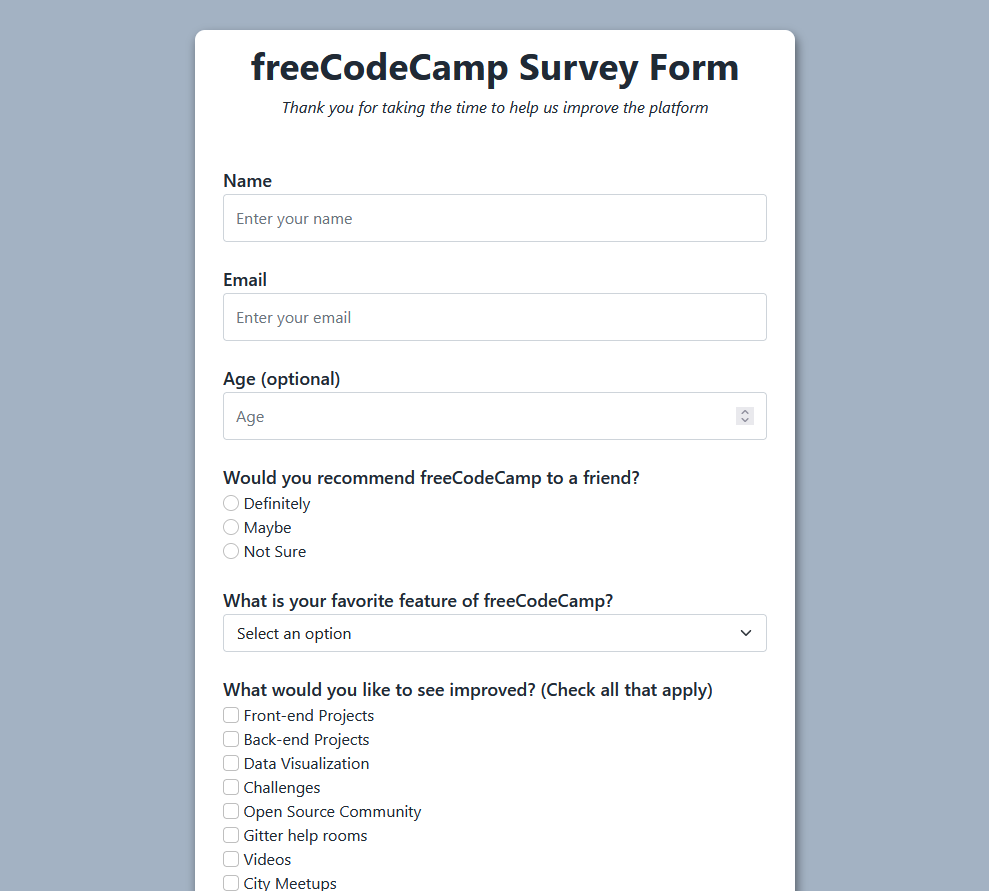 freeCodeCamp Survey Form
Thank you for taking the time to help us improve the platform
Name
Enter your name
Email
Enter your email
Age (optional)
Age
Would you recommend freeCodeCamp to a friend?
Definitely
Maybe
Not Sure
What is your favorite feature of freeCodeCamp?
Select an option
What would you like to see improved? (Check all that apply)
Front-end Projects
Back-end Projects
Data Visualization
Challenges
Open Source Community
Gitter help rooms
Videos
City Meetups